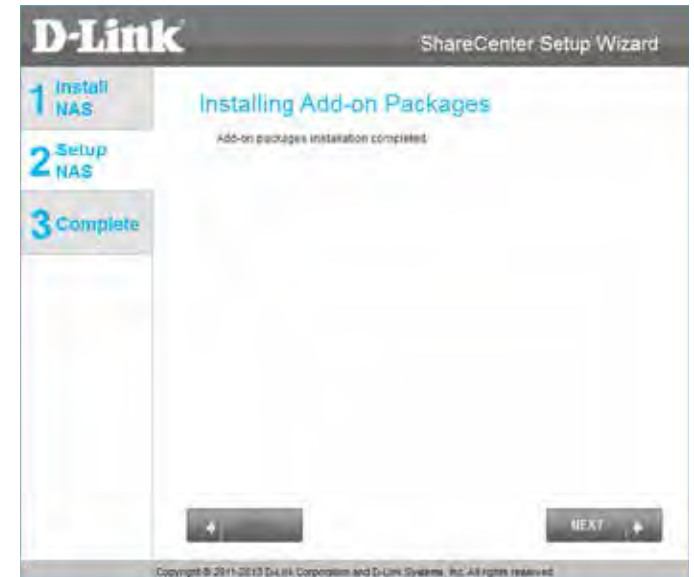 D-Link
ShareCenter Setup Wizard
1 Install
NAS
2 Setup
NAS
3 Complete
Installing Add-on Packages
Add-on packages installation completed.
NEXT
Copyright © 2011-2013 D-Link Corporation and D-Link Systems, Inc. All rights reserved.